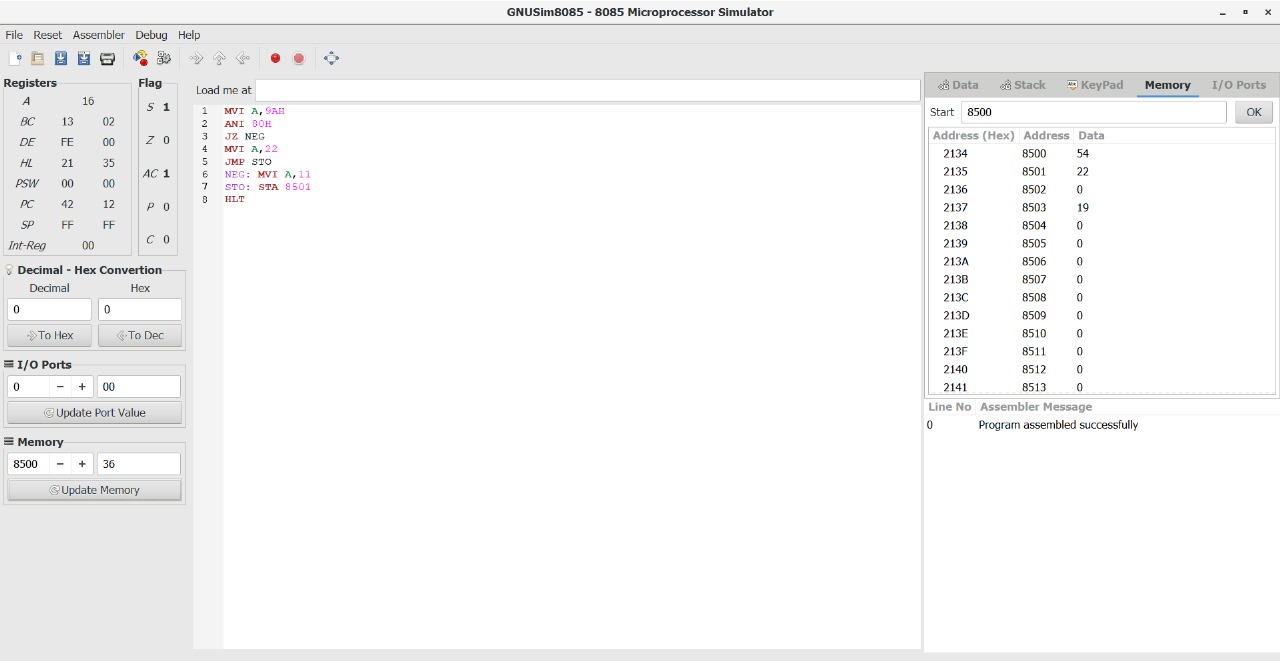 GNUSim8085 - 8085 Microprocessor Simulator
File Reset Assembler Debug Help
Registers
A 16
BC 13 02
DE FE 00
HL 21 35
PSW 00 00
PC 42 12
SP FF FF
Int-Reg 00
Flag
S 1
Z 0
AC 1
P 0
C 0
Decimal - Hex Convertion
Decimal Hex
0 0
To Hex To Dec
I/O Ports
0 − + 00
Update Port Value
Memory
8500 − + 36
Update Memory
Load me at
1 MVI A,9AH
2 ANI 80H
3 JZ NEG
4 MVI A,22
5 JMP STO
6 NEG: MVI A,11
7 STO: STA 8501
8 HLT
Data Stack KeyPad Memory I/O Ports
Start 8500 OK
Address (Hex) Address Data
2134 8500 54
2135 8501 22
2136 8502 0
2137 8503 19
2138 8504 0
2139 8505 0
213A 8506 0
213B 8507 0
213C 8508 0
213D 8509 0
213E 8510 0
213F 8511 0
2140 8512 0
2141 8513 0
Line No Assembler Message
0 Program assembled successfully